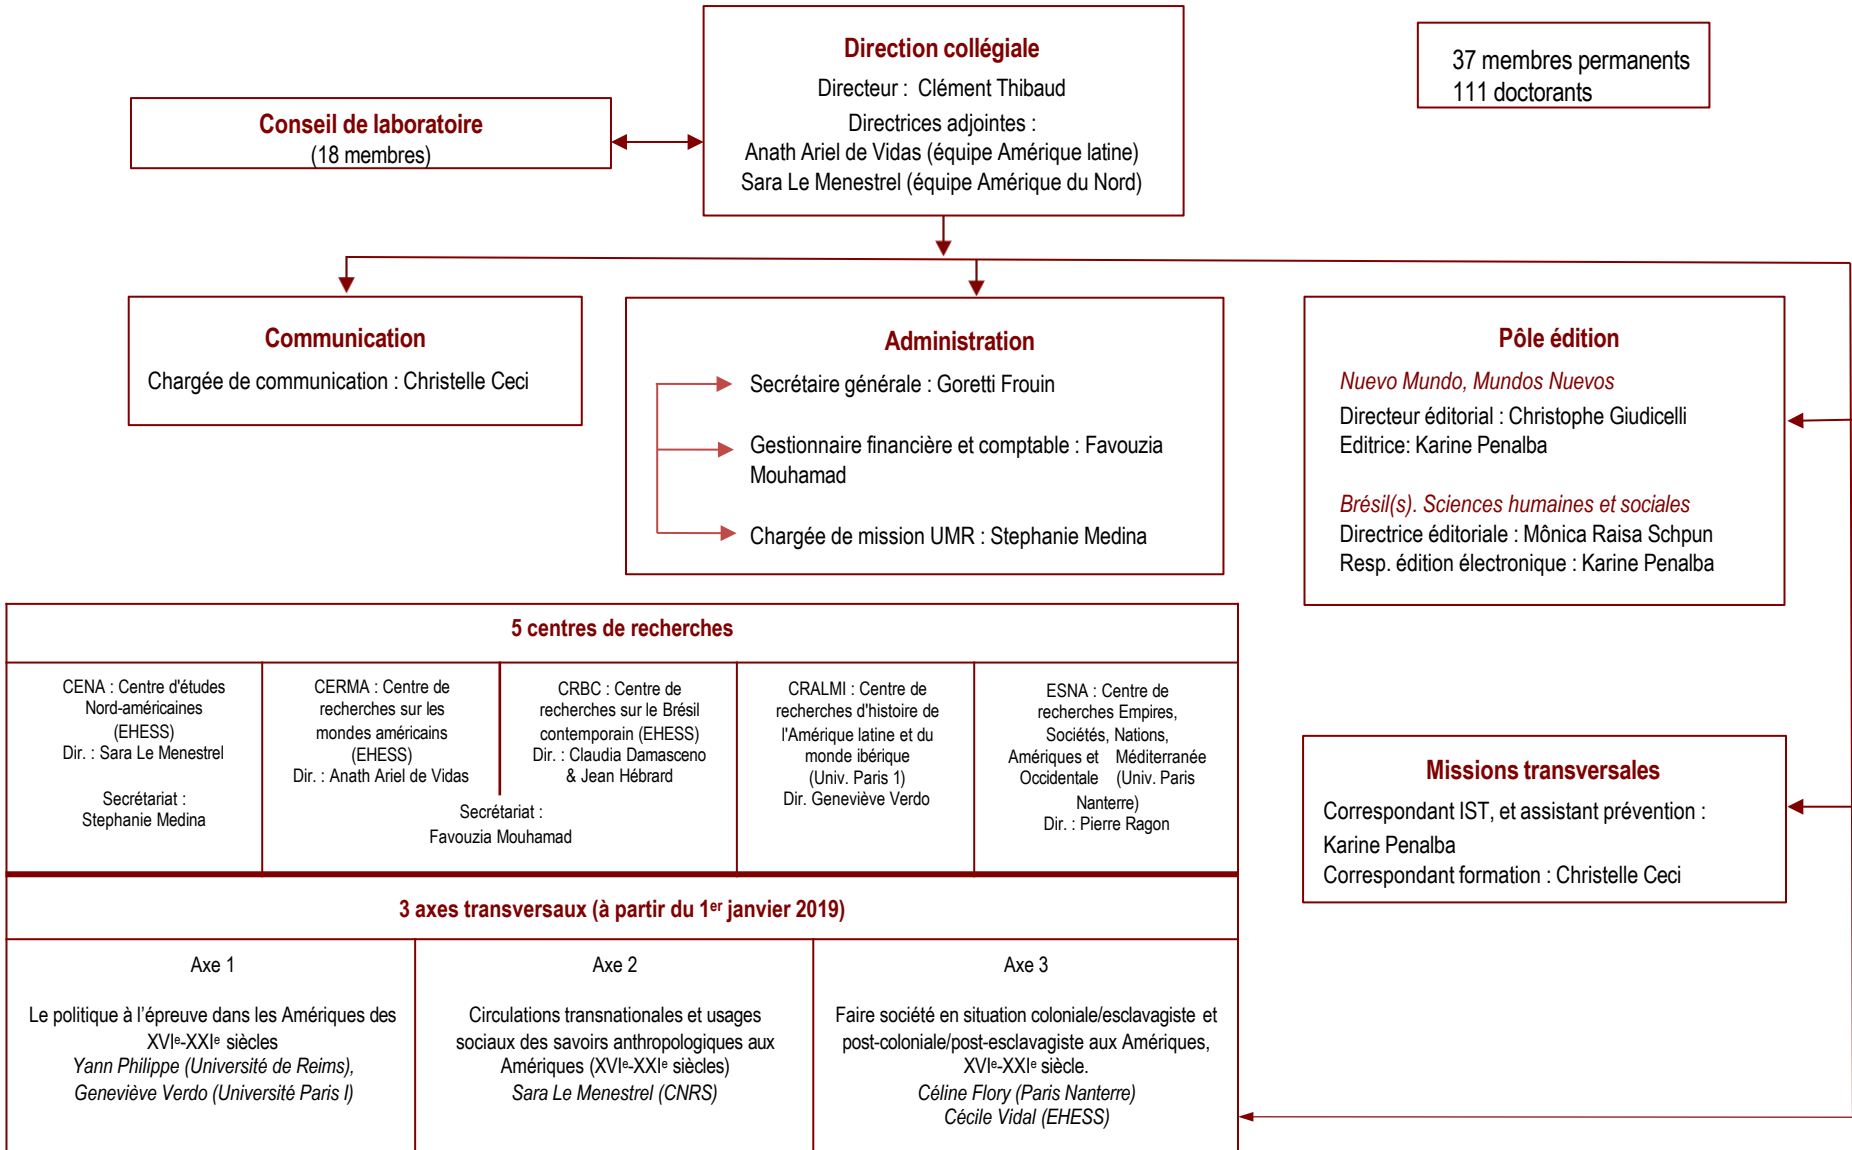 Direction collégiale
Directeur : Clément Thibaud
Directrices adjointes :
Anath Ariel de Vidas (équipe Amérique latine)
Sara Le Menestrel (équipe Amérique du Nord)
37 membres permanents
111 doctorants
Conseil de laboratoire
(18 membres)
Communication
Chargée de communication : Christelle Ceci
Administration
Secrétaire générale : Goretti Frouin
Gestionnaire financière et comptable : Favouzia
Mouhamad
Chargée de mission UMR : Stephanie Medina
Pôle édition
Nuevo Mundo, Mundos Nuevos
Directeur éditorial : Christophe Giudicelli
Editrice: Karine Penalba
Brésil(s). Sciences humaines et sociales
Directrice éditoriale : Mônica Raisa Schpun
Resp. édition électronique : Karine Penalba
5 centres de recherches
CENA : Centre d'études
Nord-américaines
(EHESS)
Dir. : Sara Le Menestrel
Secrétariat :
Stephanie Medina
CERMA : Centre de
recherches sur les
mondes américains
(EHESS)
Dir. : Anath Ariel de Vidas
CRBC : Centre de
recherches sur le Brésil
contemporain (EHESS)
Dir. : Claudia Damasceno
& Jean Hébrard
Secrétariat :
Favouzia Mouhamad
CRALMI : Centre de
recherches d'histoire de
l'Amérique latine et du
monde ibérique
(Univ. Paris 1)
Dir. Geneviève Verdo
ESNA : Centre de
recherches Empires,
Sociétés, Nations,
Amériques et Méditerranée
Occidentale (Univ. Paris
Nanterre)
Dir. : Pierre Ragon
Missions transversales
Correspondant IST, et assistant prévention :
Karine Penalba
Correspondant formation : Christelle Ceci
3 axes transversaux (à partir du 1er janvier 2019)
Axe 1
Le politique à l’épreuve dans les Amériques des
XVIe-XXIe siècles
Yann Philippe (Université de Reims),
Geneviève Verdo (Université Paris I)
Axe 2
Circulations transnationales et usages
sociaux des savoirs anthropologiques aux
Amériques (XVIe-XXIe siècles)
Sara Le Menestrel (CNRS)
Axe 3
Faire société en situation coloniale/esclavagiste et
post-coloniale/post-esclavagiste aux Amériques,
XVIe-XXIe siècle.
Céline Flory (Paris Nanterre)
Cécile Vidal (EHESS)